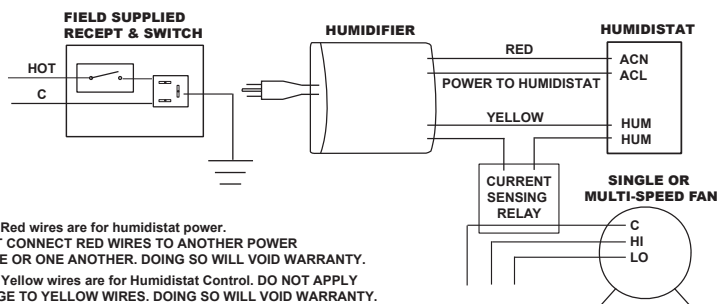 FIELD SUPPLIED
RECEPT & SWITCH
HOT
C
HUMIDIFIER
HUMIDISTAT
RED
ACN
ACL
POWER TO HUMIDISTAT
YELLOW
HUM
HUM
CURRENT
SENSING
RELAY
SINGLE OR
MULTI-SPEED FAN
C
HI
LO
Red wires are for humidistat power.
CONNECT RED WIRES TO ANOTHER POWER
OR ONE ANOTHER. DOING SO WILL VOID WARRANTY.
Yellow wires are for Humidistat Control. DO NOT APPLY
TO YELLOW WIRES. DOING SO WILL VOID WARRANTY.